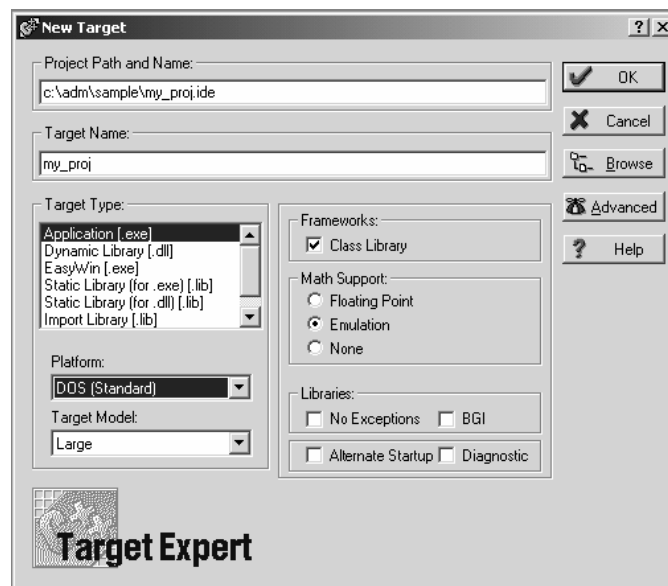 New Target
Project Path and Name:
c:\adm\sample\my_proj.ide
Target Name:
my_proj
Target Type:
Application [.exe]
Dynamic Library [.dll]
EasyWin [.exe]
Static Library (for .exe) [.lib]
Static Library (for .dll) [.lib]
Import Library [.lib]
Platform:
DOS (Standard)
Target Model:
Large
Frameworks:
Class Library
Math Support:
Floating Point
Emulation
None
Libraries:
No Exceptions BGI
Alternate Startup Diagnostic
OK
Cancel
Browse
Advanced
? Help
Target Expert